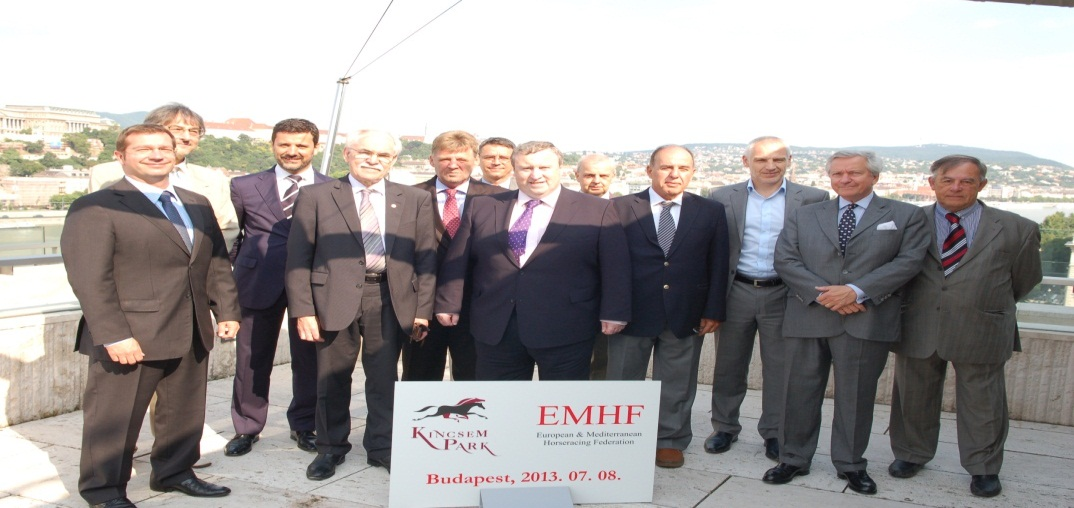 KINCSEM
PARK
EMHF
European & Mediterranean
Horseracing Federation
Budapest, 2013. 07. 08.